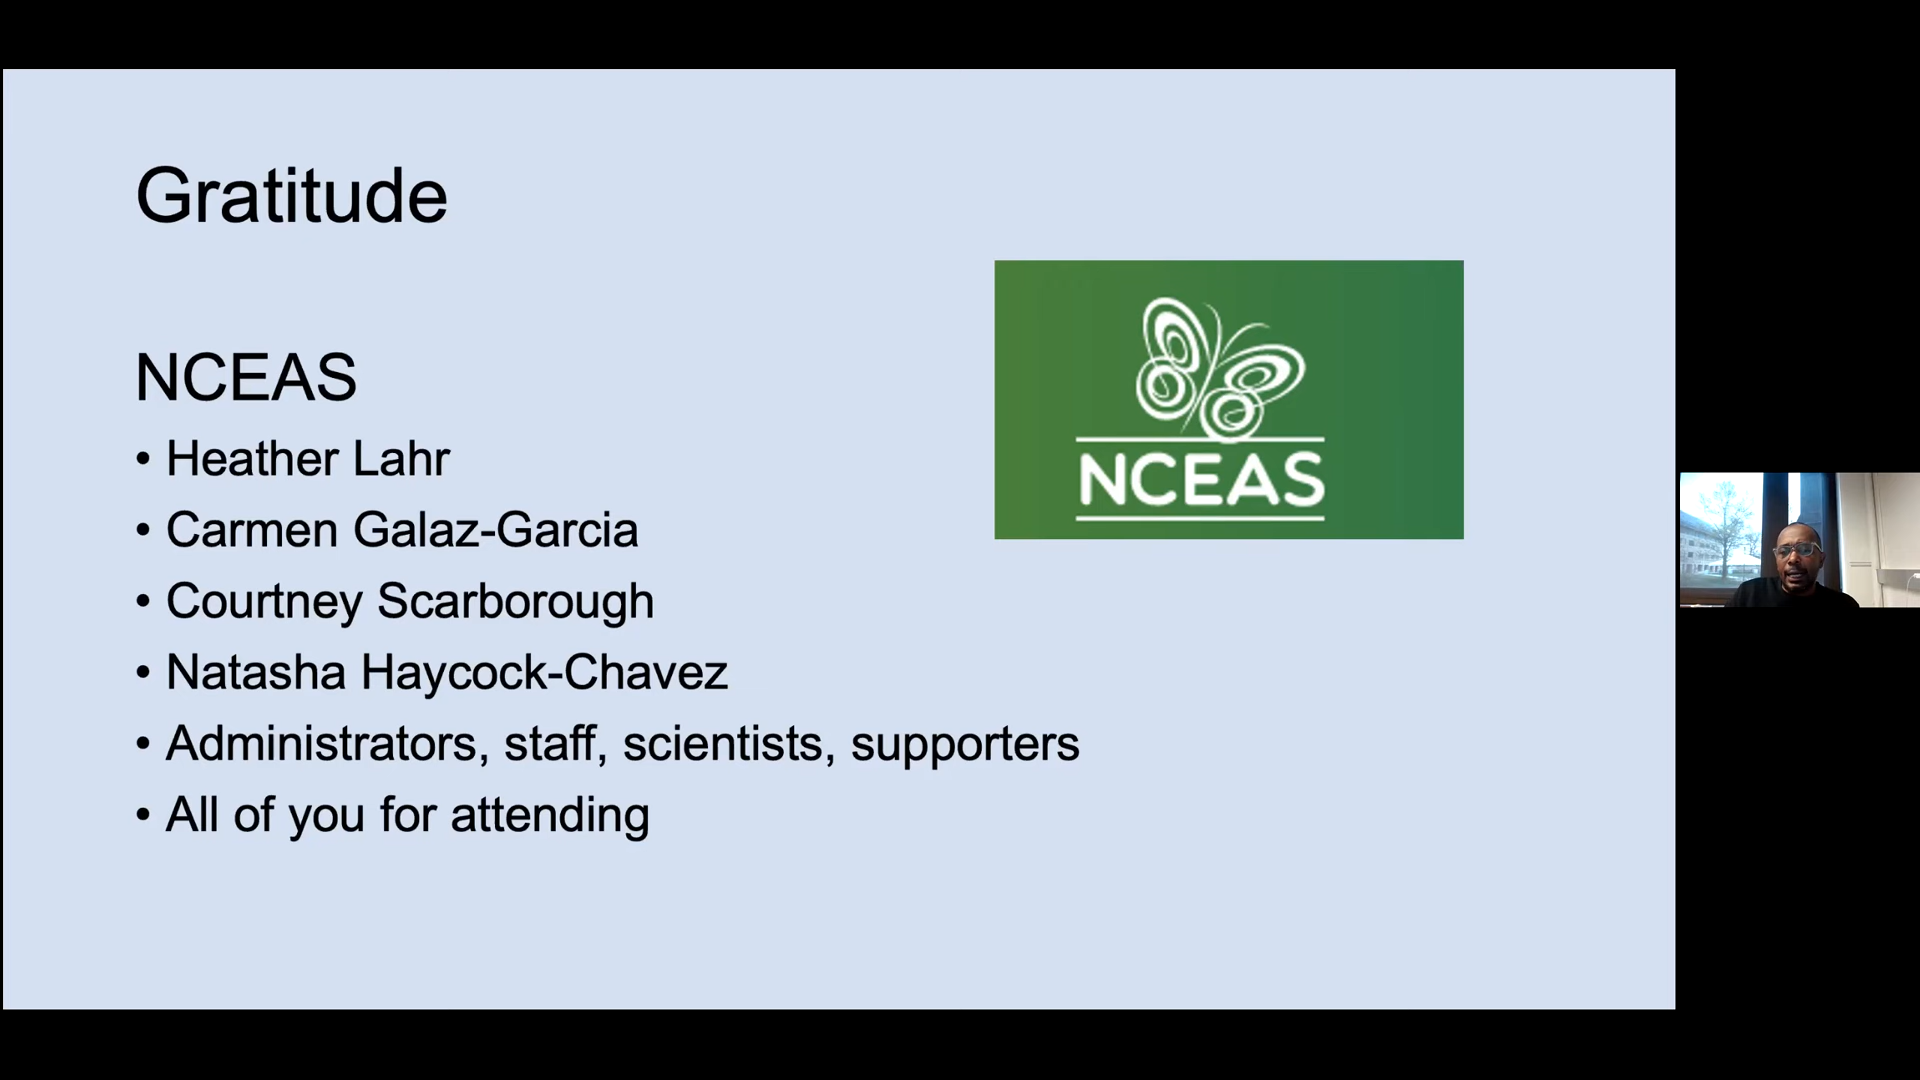 Gratitude
NCEAS
• Heather Lahr
• Carmen Galaz-Garcia
• Courtney Scarborough
• Natasha Haycock-Chavez
• Administrators, staff, scientists, supporters
• All of you for attending
NCEAS